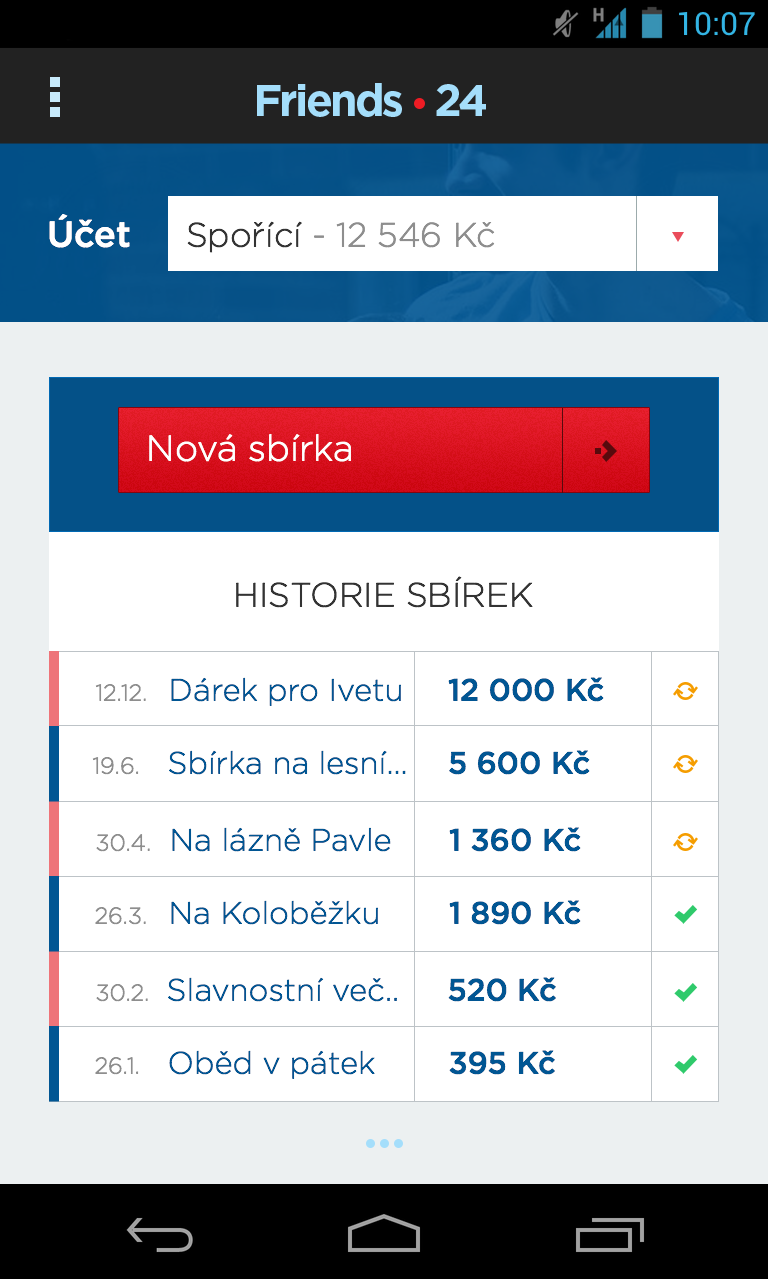 H 10:07
Friends • 24
Účet Spořící - 12 546 Kč
Nová sbírka
HISTORIE SBÍREK
12.12. Dárek pro Ivetu 12 000 Kč
19.6. Sbírka na lesní... 5 600 Kč
30.4. Na lázně Pavle 1 360 Kč
26.3. Na Koloběžku 1 890 Kč
30.2. Slavnostní več.. 520 Kč
26.1. Oběd v pátek 395 Kč